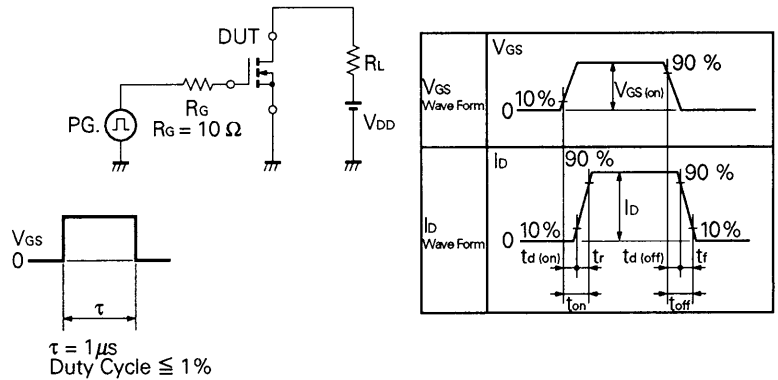 DUT
RL
RG
RG = 10 Ω
PG.
VDD
VGS
0
τ
τ = 1 μs
Duty Cycle ≦ 1%
VGS
Wave Form
VGS
90 %
10%
VGS (on)
0
ID
Wave Form
ID
90 %
90 %
ID
10%
10%
0
td (on)
tr
td (off)
tf
ton
toff